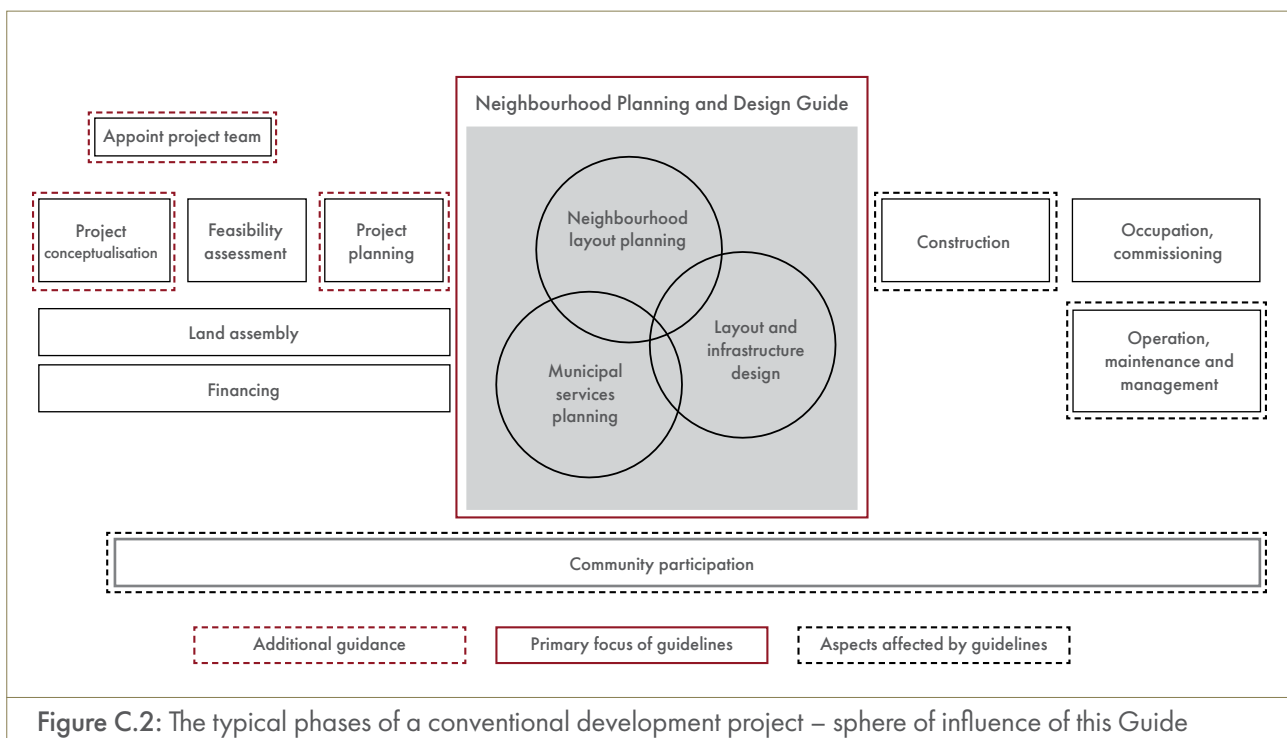 Neighbourhood Planning and Design Guide
Appoint project team
Project
conceptualisation
Feasibility
assessment
Project
planning
Land assembly
Financing
Neighbourhood
layout planning
Municipal
services
planning
Layout and
infrastructure
design
Construction
Occupation,
commissioning
Operation,
maintenance and
management
Community participation
Additional guidance
Primary focus of guidelines
Aspects affected by guidelines
Figure C.2: The typical phases of a conventional development project – sphere of influence of this Guide